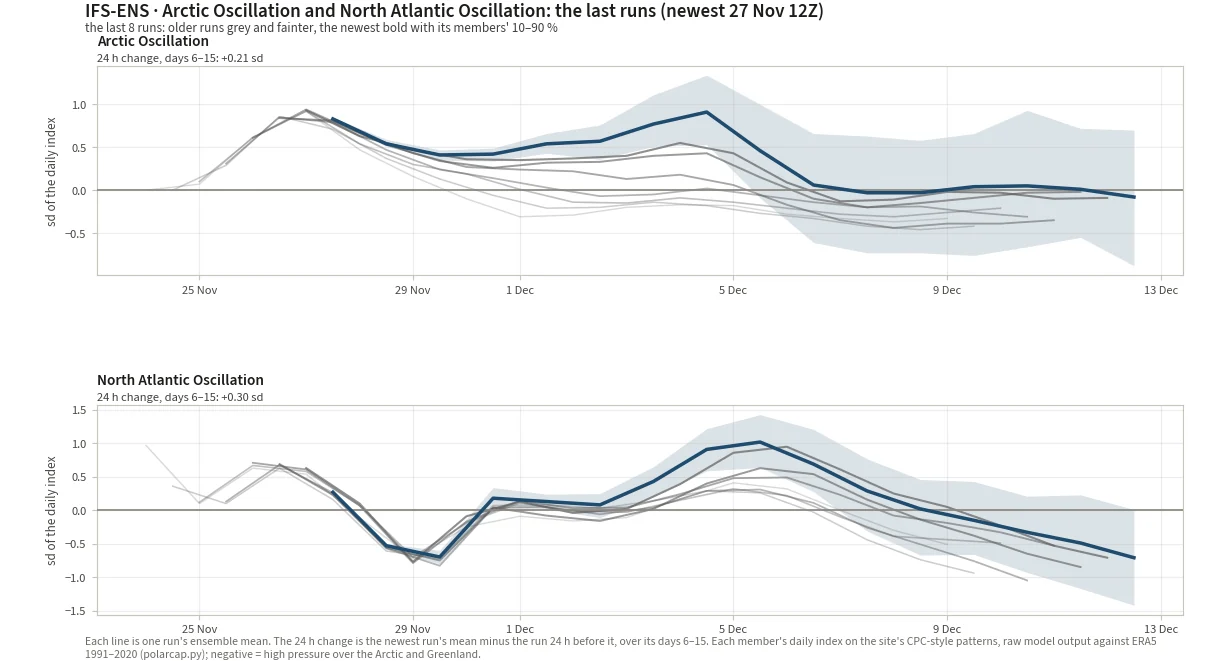 IFS-ENS · Arctic Oscillation and North Atlantic Oscillation: the last runs (newest 27 Nov 12Z)
the last 8 runs: older runs grey and fainter, the newest bold with its members' 10–90 %
Arctic Oscillation
24 h change, days 6–15: +0.21 sd
sd of the daily index
1.0
0.5
0.0
−0.5
25 Nov
29 Nov
1 Dec
5 Dec
9 Dec
13 Dec
North Atlantic Oscillation
24 h change, days 6–15: +0.30 sd
sd of the daily index
1.5
1.0
0.5
0.0
−0.5
−1.0
−1.5
25 Nov
29 Nov
1 Dec
5 Dec
9 Dec
13 Dec
Each line is one run's ensemble mean. The 24 h change is the newest run's mean minus the run 24 h before it, over its days 6–15. Each member's daily index on the site's CPC-style patterns, raw model output against ERA5
1991–2020 (polarcap.py); negative = high pressure over the Arctic and Greenland.